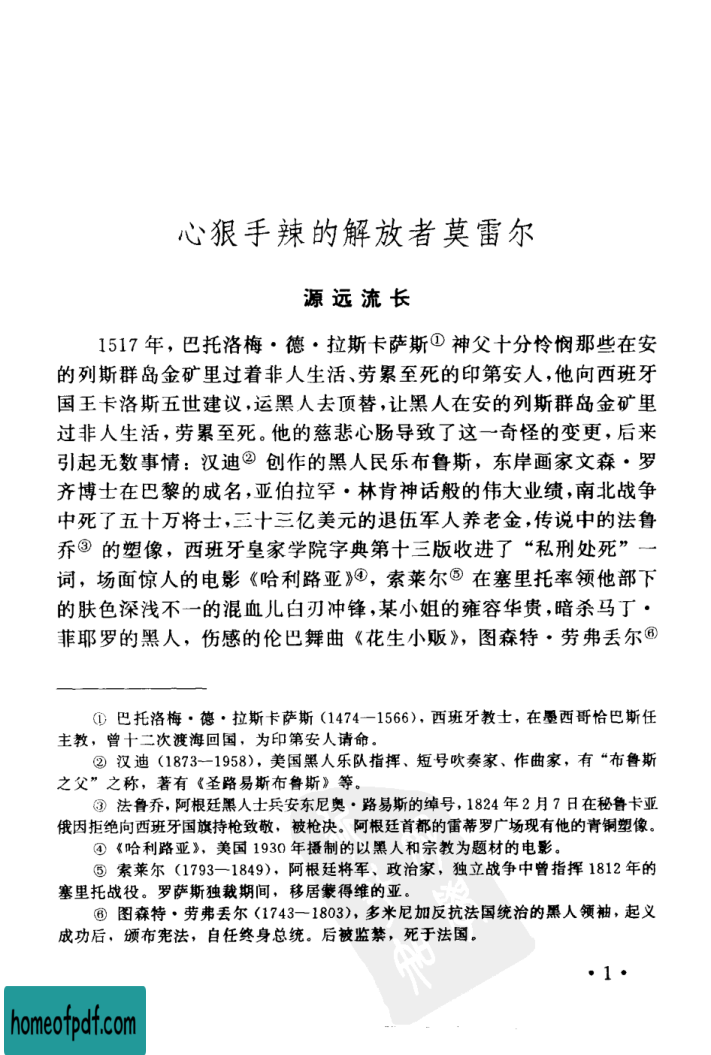 心狠手辣的解放者莫雷尔
源远流长
1517 年，巴托洛梅·德·拉斯卡萨斯① 神父十分怜悯那些在安
的列斯群岛金矿里过着非人生活、劳累至死的印第安人，他向西班牙
国王卡洛斯五世建议，运黑人去顶替，让黑人在安的列斯群岛金矿里
过非人生活，劳累至死。他的慈悲心肠导致了这一奇怪的变更，后来
引起无数事情：汉迪② 创作的黑人民乐布鲁斯，东岸画家文森·罗
齐博士在巴黎的成名，亚伯拉罕·林肯神话般的伟大业绩，南北战争
中死了五十万将士，三十三亿美元的退伍军人养老金，传说中的法鲁
乔③ 的塑像，西班牙皇家学院字典第十三版收进了“私刑处死”一
词，场面惊人的电影《哈利路亚》④，索莱尔⑤ 在塞里托率领他部下
的肤色深浅不一的混血儿白刃冲锋，某小姐的雍容华贵，暗杀马丁·
菲耶罗的黑人，伤感的伦巴舞曲《花生小贩》，图森特·劳弗丢尔⑥
① 巴托洛梅·德·拉斯卡萨斯（1474—1566），西班牙教士，在墨西哥恰巴斯任
主教，曾十二次渡海回国，为印第安人请命。
② 汉迪（1873—1958），美国黑人乐队指挥、短号吹奏家、作曲家，有“布鲁斯
之父”之称，著有《圣路易斯布鲁斯》等。
③ 法鲁乔，阿根廷黑人士兵安东尼奥·路易斯的绰号，1824 年 2 月 7 日在秘鲁卡亚
俄因拒绝向西班牙国旗持枪致敬，被枪决。阿根廷首都的雷蒂罗广场现有他的青铜塑像。
④ 《哈利路亚》，美国 1930 年摄制的以黑人和宗教为题材的电影。
⑤ 索莱尔（1793—1849），阿根廷将军、政治家，独立战争中曾指挥 1812 年的
塞里托战役。罗萨斯独裁期间，移居蒙得维的亚。
⑥ 图森特·劳弗丢尔（1743—1803），多米尼加反抗法国统治的黑人领袖，起义
成功后，颁布宪法，自任终身总统。后被监禁，死于法国。
·1·
homeofpdf.com